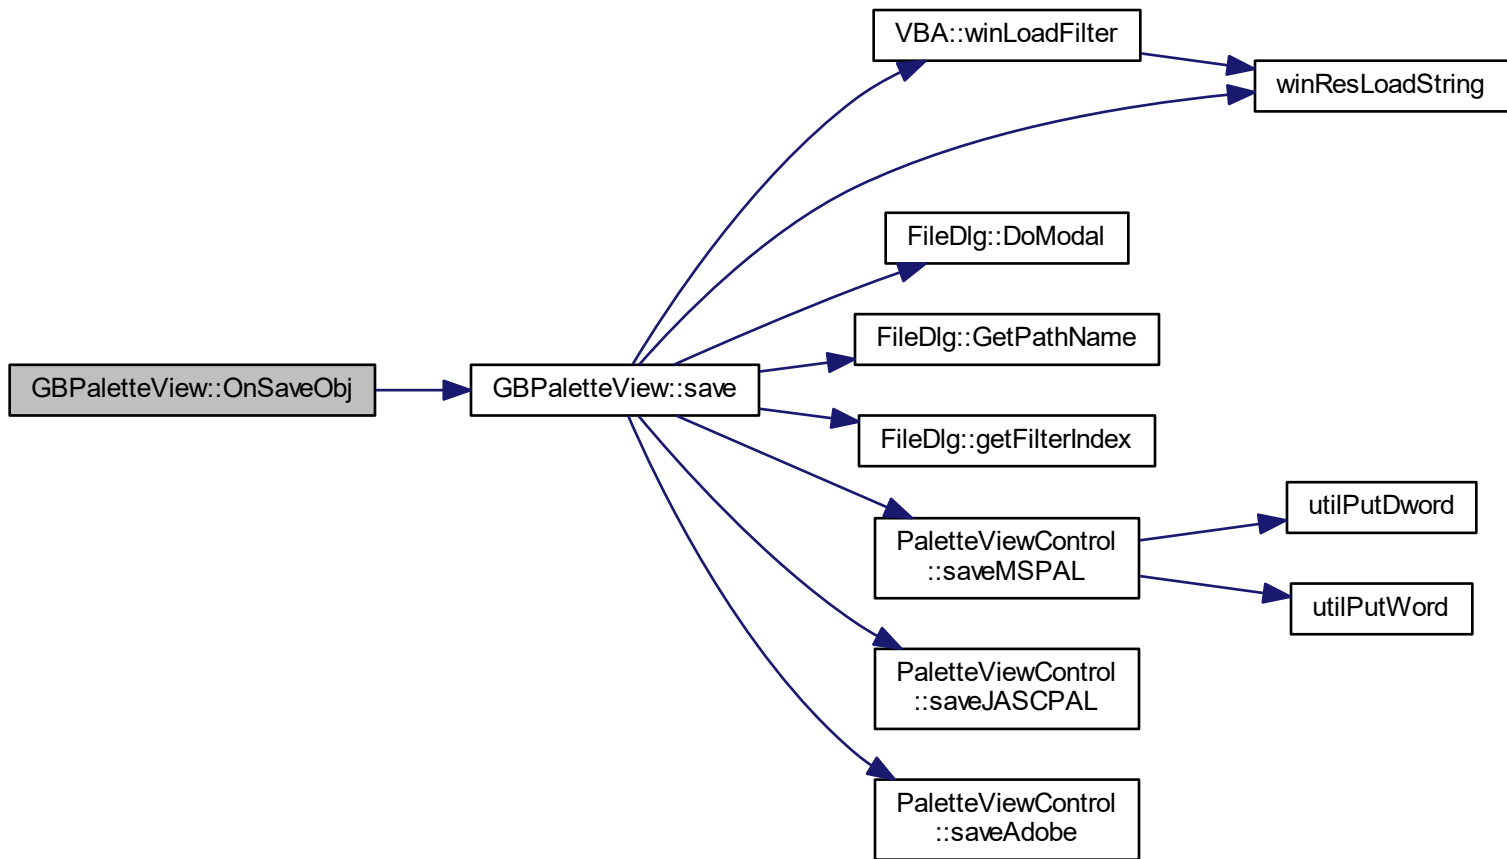 VBA::winLoadFilter
winResLoadString
FileDlg::DoModal
FileDlg::GetPathName
GBPaletteView::OnSaveObj
GBPaletteView::save
FileDlg::getFilterIndex
utilPutDword
PaletteViewControl
::saveMSPAL
utilPutWord
PaletteViewControl
::saveJASCPAL
PaletteViewControl
::saveAdobe